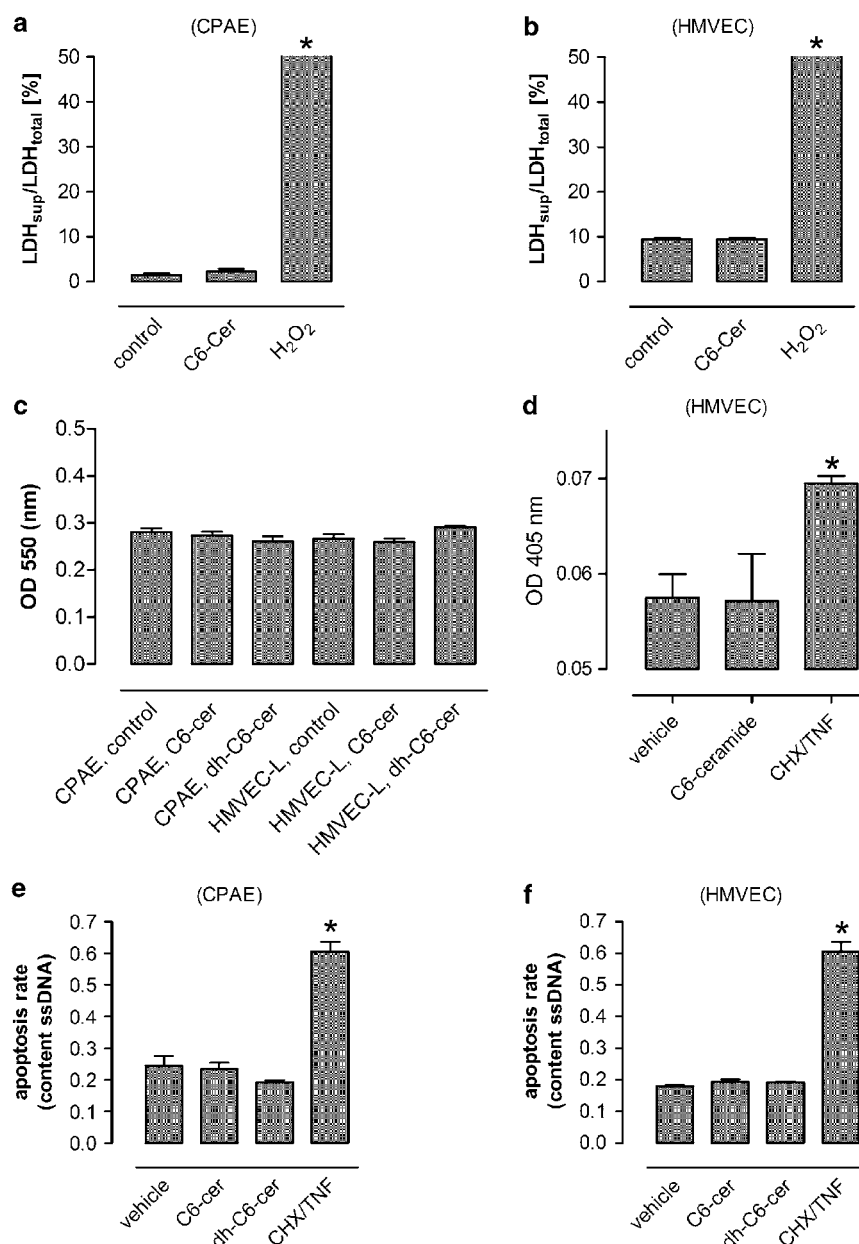 a
(CPAE)
LDHsup/LDHtotal [%]
50
40
30
20
10
0
*
control
C6-Cer
H2O2
b
(HMVEC)
LDHsup/LDHtotal [%]
50
40
30
20
10
0
*
control
C6-Cer
H2O2
c
OD 550 (nm)
0.5
0.4
0.3
0.2
0.1
0.0
CPAE, control
CPAE, C6-cer
CPAE, dh-C6-cer
HMVEC-L, control
HMVEC-L, C6-cer
HMVEC-L, dh-C6-cer
d
(HMVEC)
OD 405 nm
0.07
0.06
0.05
*
vehicle
C6-ceramide
CHX/TNF
e
(CPAE)
apoptosis rate
(content ssDNA)
0.7
0.6
0.5
0.4
0.3
0.2
0.1
0.0
*
vehicle
C6-cer
dh-C6-cer
CHX/TNF
f
(HMVEC)
apoptosis rate
(content ssDNA)
0.7
0.6
0.5
0.4
0.3
0.2
0.1
0.0
*
vehicle
C6-cer
dh-C6-cer
CHX/TNF